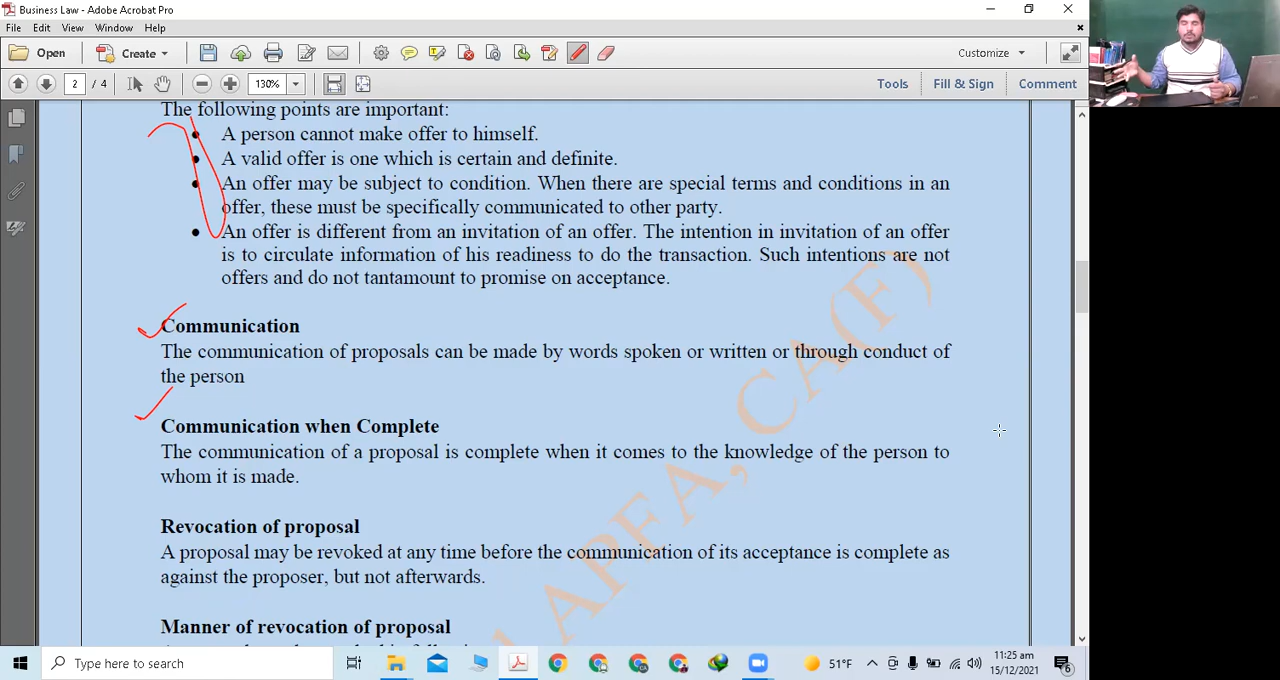 Business Law - Adobe Acrobat Pro
File Edit View Window Help
Open Create Customize
2 / 4 130% Tools Fill & Sign Comment
The following points are important:
• A person cannot make offer to himself.
• A valid offer is one which is certain and definite.
• An offer may be subject to condition. When there are special terms and conditions in an
offer, these must be specifically communicated to other party.
• An offer is different from an invitation of an offer. The intention in invitation of an offer
is to circulate information of his readiness to do the transaction. Such intentions are not
offers and do not tantamount to promise on acceptance.
Communication
The communication of proposals can be made by words spoken or written or through conduct of
the person
Communication when Complete
The communication of a proposal is complete when it comes to the knowledge of the person to
whom it is made.
Revocation of proposal
A proposal may be revoked at any time before the communication of its acceptance is complete as
against the proposer, but not afterwards.
Manner of revocation of proposal
APFA, CA(F)
Type here to search
51°F
11:25 am
15/12/2021
6